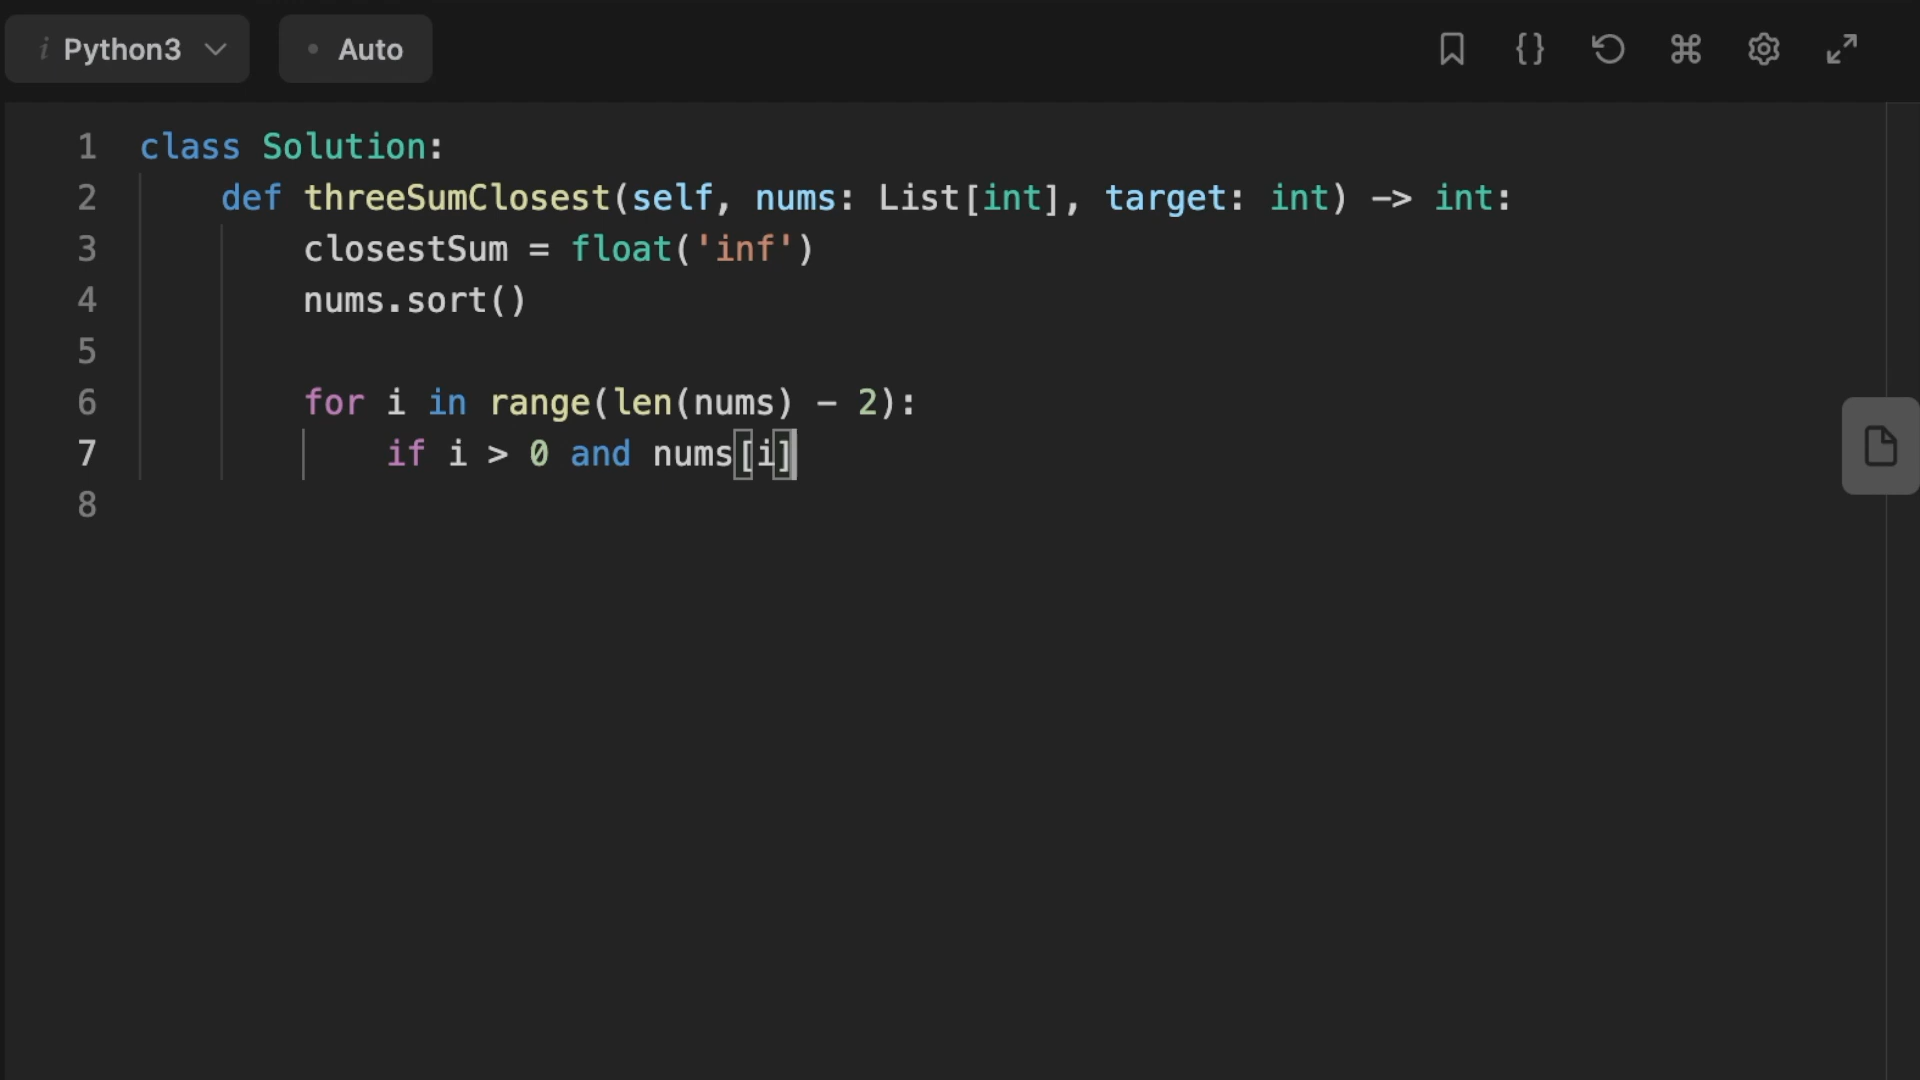 i Python3
Auto
1 class Solution:
2     def threeSumClosest(self, nums: List[int], target: int) -> int:
3         closestSum = float('inf')
4         nums.sort()
5
6         for i in range(len(nums) - 2):
7             if i > 0 and nums[i]
8